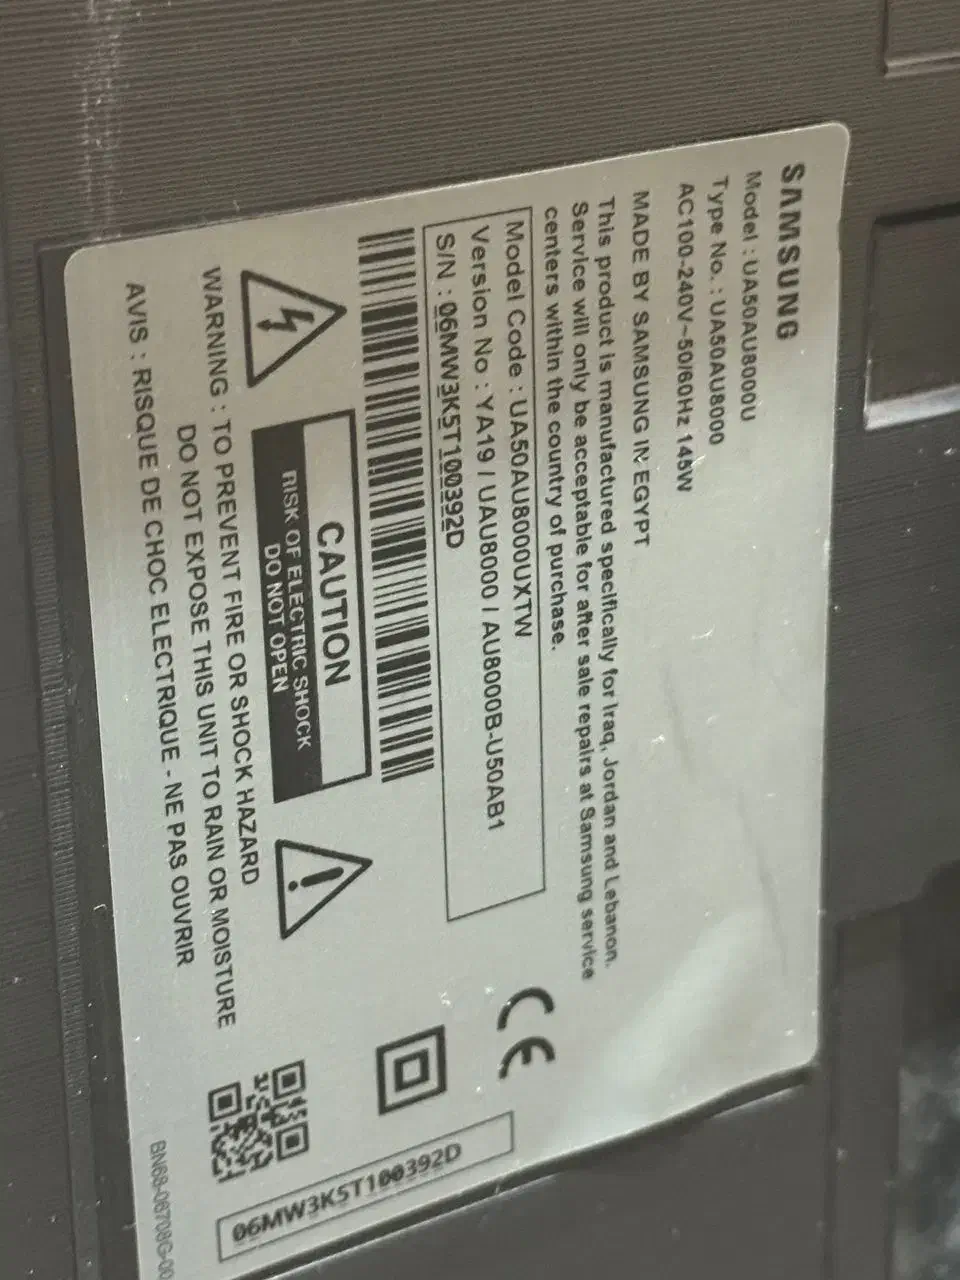 SAMSUNG
Model : UA50AU8000U
Type No. : UA50AU8000
AC100-240V~50/60Hz 145W
MADE BY SAMSUNG IN EGYPT
This product is manufactured specifically for Iraq, Jordan and Lebanon.
Service will only be acceptable for after sale repairs at Samsung service
centers within the country of purchase.
Model Code : UA50AU8000UXTW
Version No : YA19 / UAU8000 / AU8000B-U50AB1
S/N : 06MW3K5T100392D
CE
CAUTION
RISK OF ELECTRIC SHOCK
DO NOT OPEN
WARNING : TO PREVENT FIRE OR SHOCK HAZARD
DO NOT EXPOSE THIS UNIT TO RAIN OR MOISTURE
AVIS : RISQUE DE CHOC ELECTRIQUE - NE PAS OUVRIR
06MW3K5T100392D
BN68-06708G-00